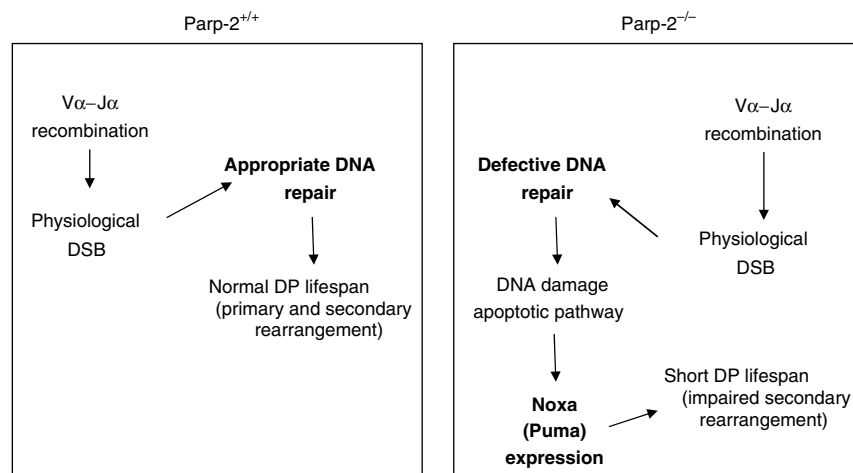 Parp-2+/+
Vα–Jα
recombination
Physiological
DSB
Appropriate DNA
repair
Normal DP lifespan
(primary and secondary
rearrangement)
Parp-2−/−
Vα–Jα
recombination
Physiological
DSB
Defective DNA
repair
DNA damage
apoptotic pathway
Noxa
(Puma)
expression
Short DP lifespan
(impaired secondary
rearrangement)